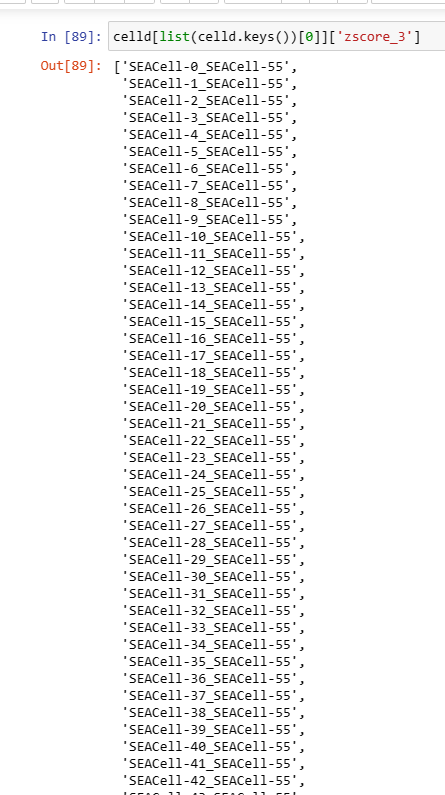 In [89]: celld[list(celld.keys())[0]]['zscore_3']
Out[89]: ['SEACell-0_SEACell-55',
'SEACell-1_SEACell-55',
'SEACell-2_SEACell-55',
'SEACell-3_SEACell-55',
'SEACell-4_SEACell-55',
'SEACell-5_SEACell-55',
'SEACell-6_SEACell-55',
'SEACell-7_SEACell-55',
'SEACell-8_SEACell-55',
'SEACell-9_SEACell-55',
'SEACell-10_SEACell-55',
'SEACell-11_SEACell-55',
'SEACell-12_SEACell-55',
'SEACell-13_SEACell-55',
'SEACell-14_SEACell-55',
'SEACell-15_SEACell-55',
'SEACell-16_SEACell-55',
'SEACell-17_SEACell-55',
'SEACell-18_SEACell-55',
'SEACell-19_SEACell-55',
'SEACell-20_SEACell-55',
'SEACell-21_SEACell-55',
'SEACell-22_SEACell-55',
'SEACell-23_SEACell-55',
'SEACell-24_SEACell-55',
'SEACell-25_SEACell-55',
'SEACell-26_SEACell-55',
'SEACell-27_SEACell-55',
'SEACell-28_SEACell-55',
'SEACell-29_SEACell-55',
'SEACell-30_SEACell-55',
'SEACell-31_SEACell-55',
'SEACell-32_SEACell-55',
'SEACell-33_SEACell-55',
'SEACell-34_SEACell-55',
'SEACell-35_SEACell-55',
'SEACell-36_SEACell-55',
'SEACell-37_SEACell-55',
'SEACell-38_SEACell-55',
'SEACell-39_SEACell-55',
'SEACell-40_SEACell-55',
'SEACell-41_SEACell-55',
'SEACell-42_SEACell-55',